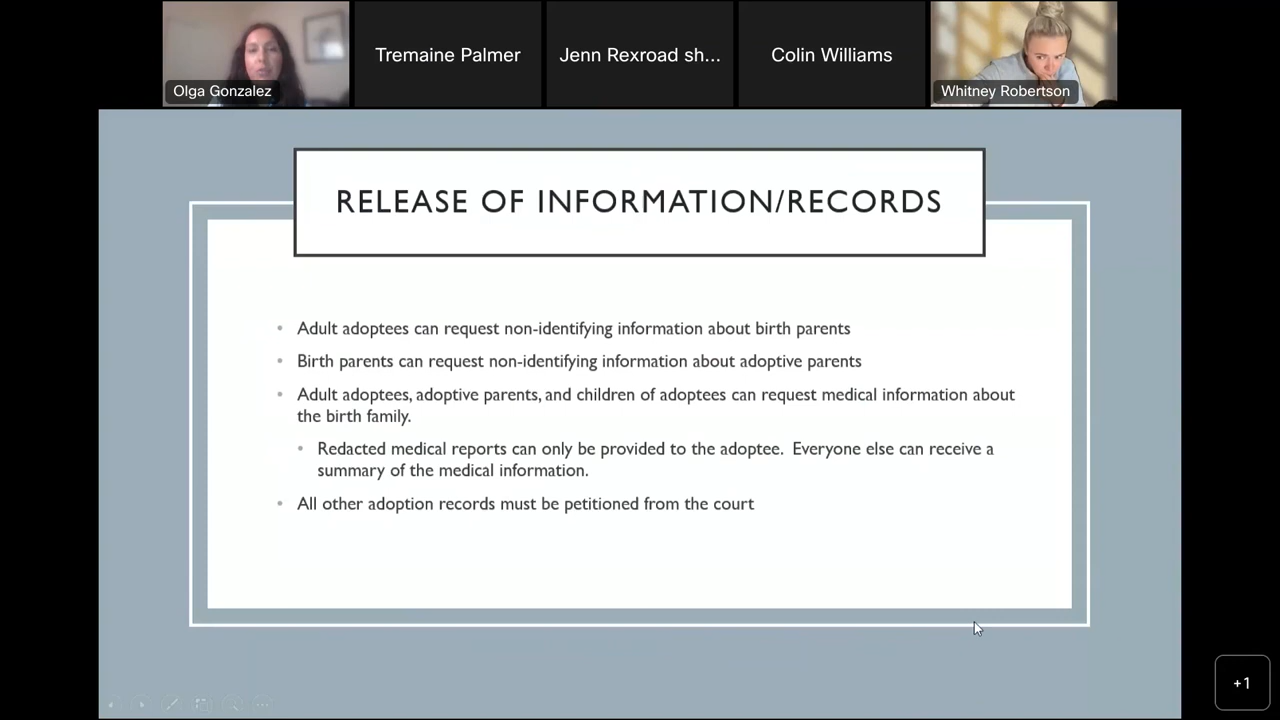 Tremaine Palmer
Jenn Rexroad sh...
Colin Williams
Olga Gonzalez
Whitney Robertson
RELEASE OF INFORMATION/RECORDS
• Adult adoptees can request non-identifying information about birth parents
• Birth parents can request non-identifying information about adoptive parents
• Adult adoptees, adoptive parents, and children of adoptees can request medical information about
the birth family.
• Redacted medical reports can only be provided to the adoptee. Everyone else can receive a
summary of the medical information.
• All other adoption records must be petitioned from the court
+1